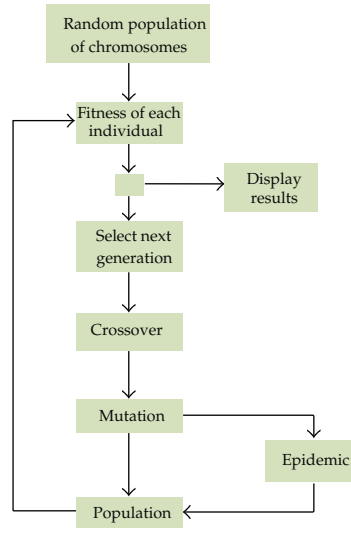 Random population
of chromosomes
Fitness of each
individual
Display
results
Select next
generation
Crossover
Mutation
Epidemic
Population